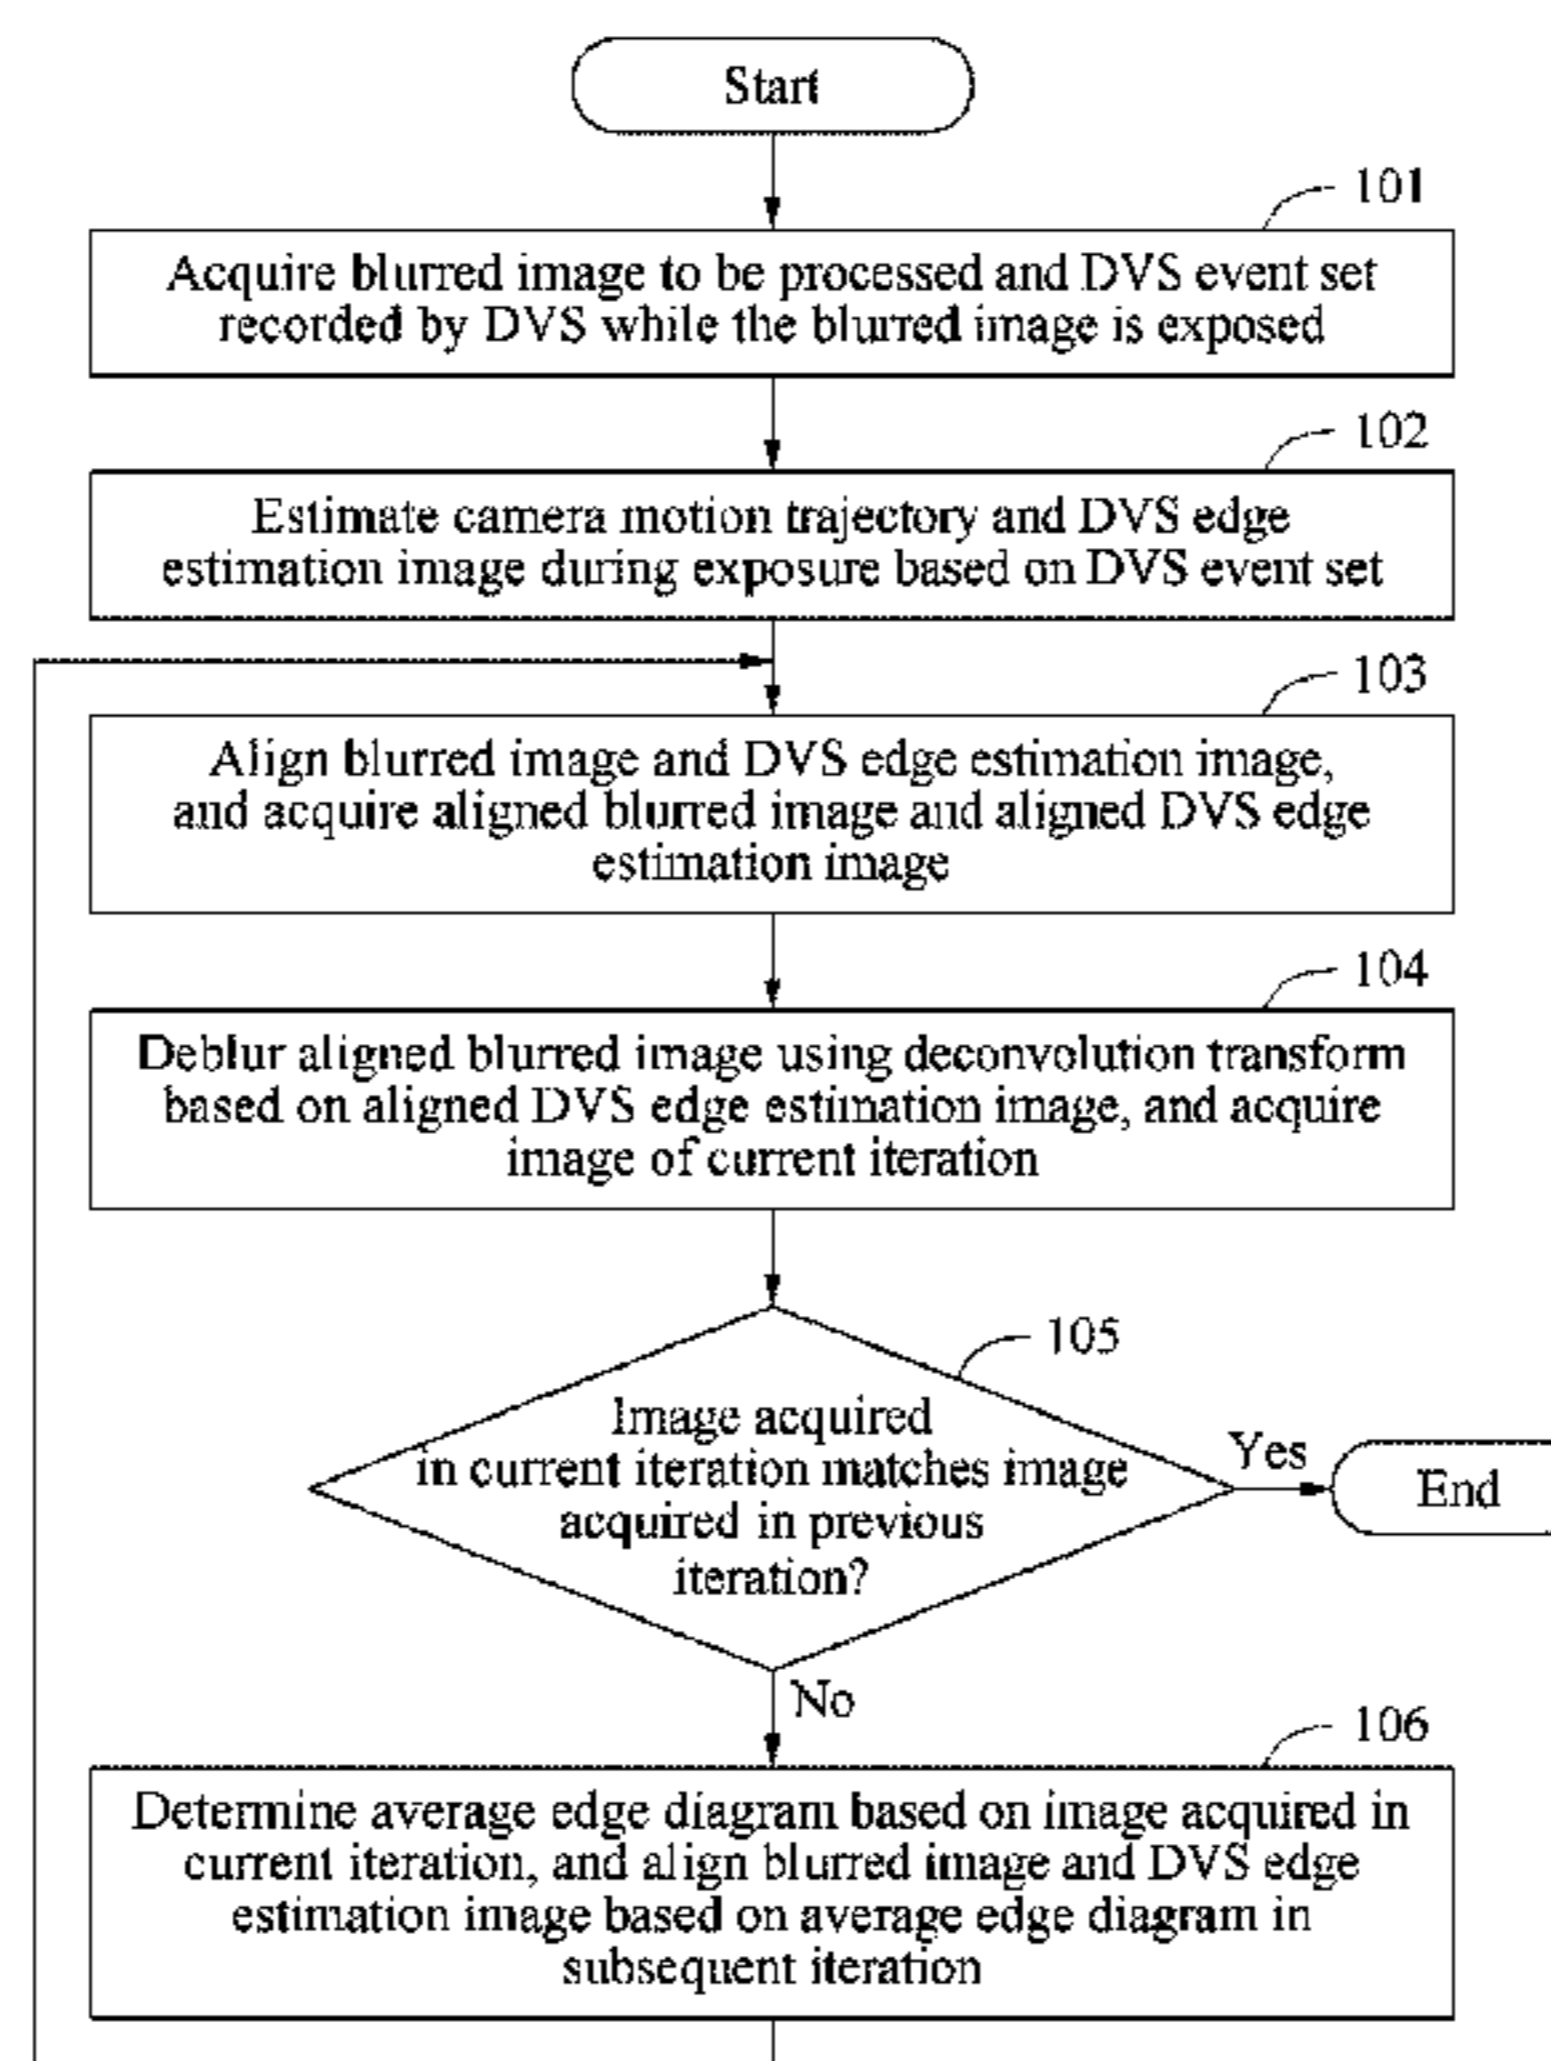 Start
101
Acquire blurred image to be processed and DVS event set
recorded by DVS while the blurred image is exposed
102
Estimate camera motion trajectory and DVS edge
estimation image during exposure based on DVS event set
103
Align blurred image and DVS edge estimation image,
and acquire aligned blurred image and aligned DVS edge
estimation image
104
Deblur aligned blurred image using deconvolution transform
based on aligned DVS edge estimation image, and acquire
image of current iteration
105
Image acquired
in current iteration matches image
acquired in previous
iteration?
Yes
End
No
106
Determine average edge diagram based on image acquired in
current iteration, and align blurred image and DVS edge
estimation image based on average edge diagram in
subsequent iteration